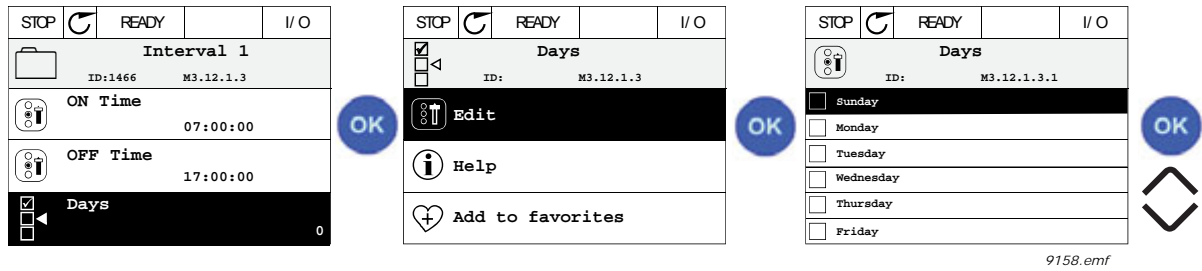 STOP READY I/O
Interval 1
ID:1466 M3.12.1.3
ON Time
07:00:00
OFF Time
17:00:00
Days
0
OK
STOP READY I/O
Days
ID: M3.12.1.3
Edit
Help
Add to favorites
OK
STOP READY I/O
Days
ID: M3.12.1.3.1
Sunday
Monday
Tuesday
Wednesday
Thursday
Friday
OK
9158.emf